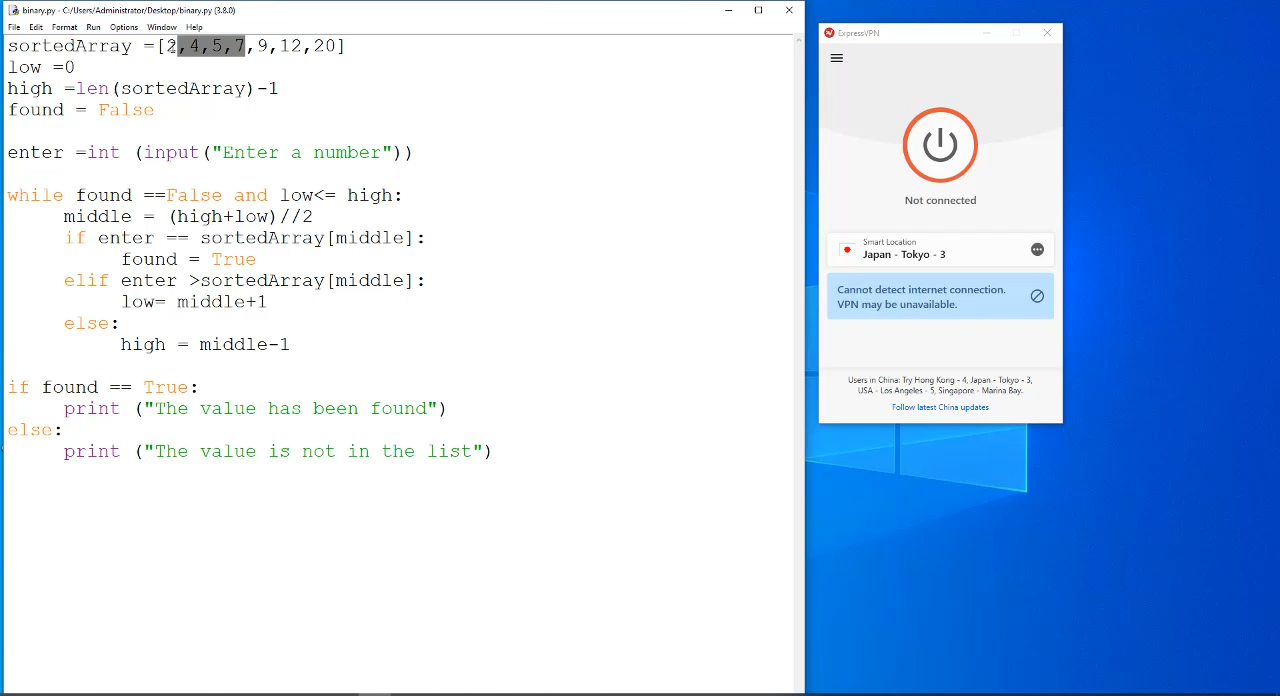 binary.py - C:/Users/Administrator/Desktop/binary.py (3.8.0)
File Edit Format Run Options Window Help
sortedArray =[2,4,5,7,9,12,20]
low =0
high =len(sortedArray)-1
found = False
enter =int (input("Enter a number"))
while found ==False and low<= high:
middle = (high+low)//2
if enter == sortedArray[middle]:
found = True
elif enter >sortedArray[middle]:
low= middle+1
else:
high = middle-1
if found == True:
print ("The value has been found")
else:
print ("The value is not in the list")
ExpressVPN
Not connected
Smart Location
Japan - Tokyo - 3
Cannot detect internet connection.
VPN may be unavailable.
Users in China: Try Hong Kong - 4, Japan - Tokyo - 3,
USA - Los Angeles - 5, Singapore - Marina Bay.
Follow latest China updates